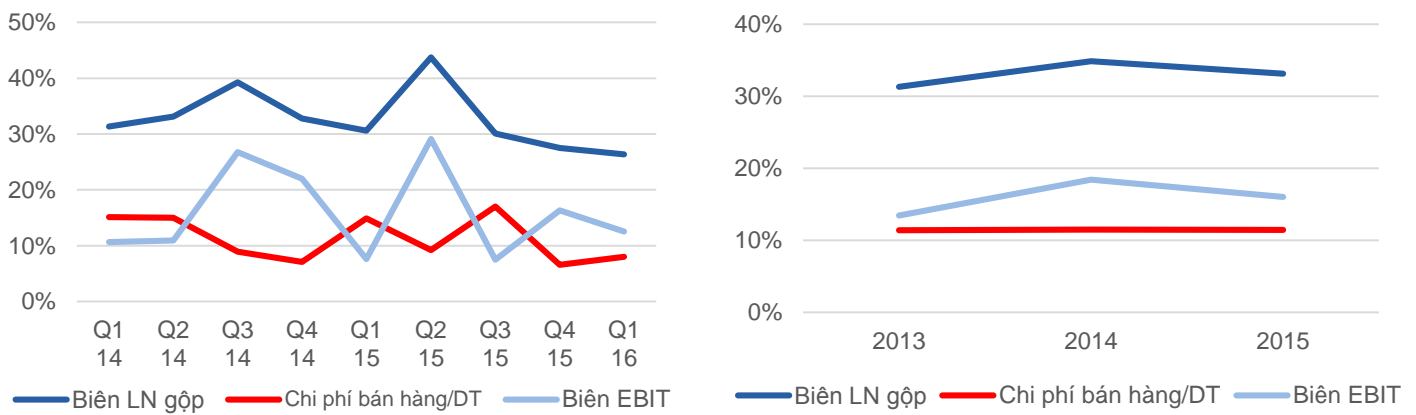 50%
40%
30%
20%
10%
0%
Q1 Q2 Q3 Q4 Q1 Q2 Q3 Q4 Q1
14 14 14 14 15 15 15 15 16
Biên LN gộp Chi phí bán hàng/DT Biên EBIT
40%
30%
20%
10%
0%
2013 2014 2015
Biên LN gộp Chi phí bán hàng/DT Biên EBIT